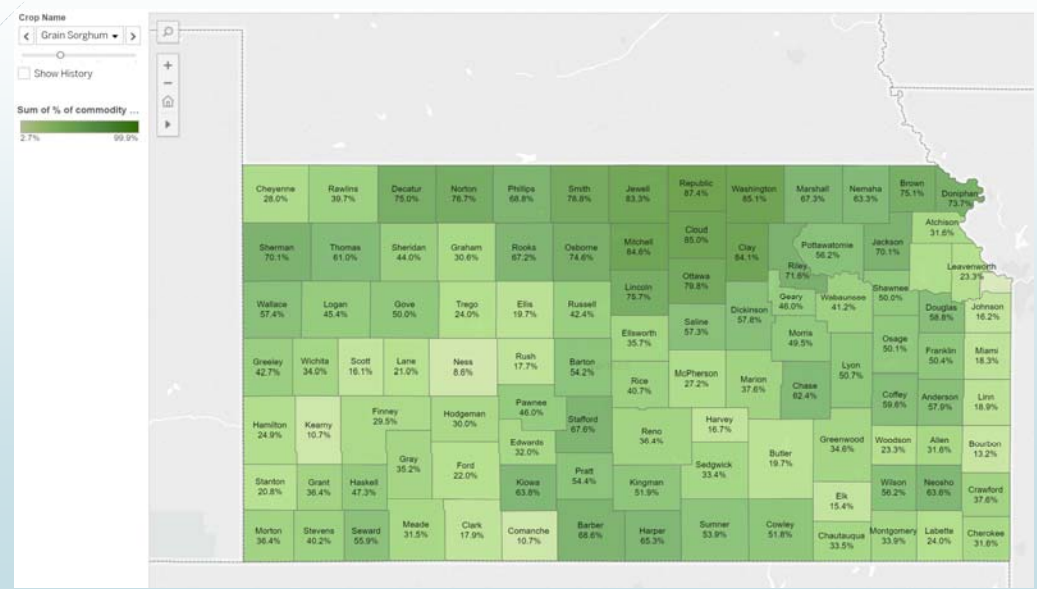 Crop Name
Grain Sorghum
Show History
Sum of % of commodity ...
2.7% 99.9%
Cheyenne
28.0%
Rawlins
39.7%
Decatur
75.0%
Norton
76.7%
Phillips
68.8%
Smith
76.8%
Jewell
83.3%
Republic
87.4%
Washington
85.1%
Marshall
67.3%
Nemaha
63.3%
Brown
75.1%
Doniphan
73.7%
Atchison
31.6%
Sherman
70.1%
Thomas
61.0%
Sheridan
44.0%
Graham
30.6%
Rooks
67.2%
Osborne
74.6%
Mitchell
84.6%
Cloud
85.0%
Clay
84.1%
Riley
71.6%
Pottawatomie
56.2%
Jackson
70.1%
Leavenworth
23.3%
Wallace
57.4%
Logan
45.4%
Gove
50.0%
Trego
24.0%
Ellis
19.7%
Russell
42.4%
Lincoln
75.7%
Ottawa
79.8%
Dickinson
57.8%
Geary
46.0%
Wabaunsee
41.2%
Shawnee
50.0%
Douglas
58.8%
Johnson
16.2%
Ellsworth
35.7%
Saline
57.3%
Morris
49.5%
Osage
50.1%
Franklin
50.4%
Miami
18.3%
Greeley
42.7%
Wichita
34.0%
Scott
16.1%
Lane
21.0%
Ness
8.6%
Rush
17.7%
Barton
54.2%
Rice
40.7%
McPherson
27.2%
Marion
37.6%
Chase
62.4%
Lyon
50.7%
Coffey
59.6%
Anderson
57.9%
Linn
18.9%
Hamilton
24.9%
Kearny
10.7%
Finney
29.5%
Hodgeman
30.0%
Pawnee
46.0%
Stafford
67.6%
Reno
36.4%
Harvey
16.7%
Butler
19.7%
Greenwood
34.6%
Woodson
23.3%
Allen
31.6%
Bourbon
13.2%
Gray
35.2%
Ford
22.0%
Edwards
32.0%
Sedgwick
33.4%
Stanton
20.8%
Grant
36.4%
Haskell
47.3%
Kiowa
63.8%
Pratt
54.4%
Kingman
51.9%
Elk
15.4%
Wilson
56.2%
Neosho
63.6%
Crawford
37.6%
Morton
36.4%
Stevens
40.2%
Seward
55.9%
Meade
31.5%
Clark
17.9%
Comanche
10.7%
Barber
68.6%
Harper
65.3%
Sumner
53.9%
Cowley
51.8%
Chautauqua
33.5%
Montgomery
33.9%
Labette
24.0%
Cherokee
31.6%